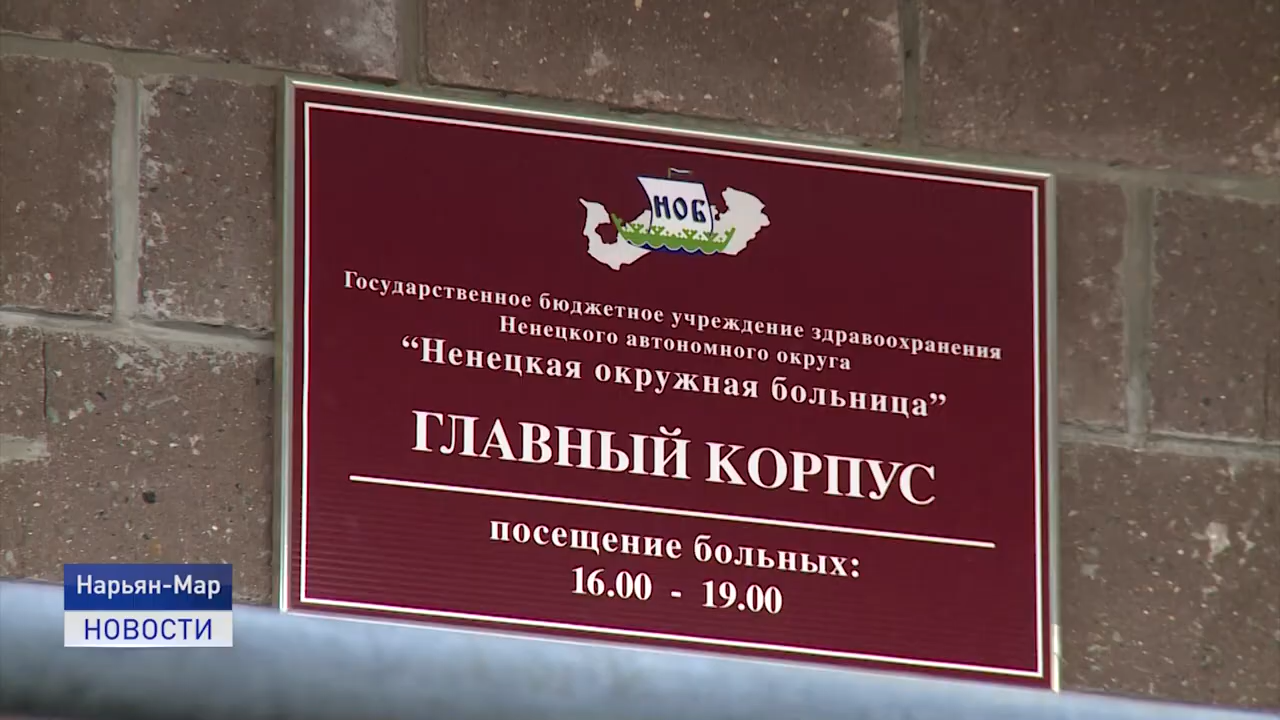 НОБ
Государственное бюджетное учреждение здравоохранения
Ненецкого автономного округа
“Ненецкая окружная больница”
ГЛАВНЫЙ КОРПУС
посещение больных:
16.00 - 19.00
Нарьян-Мар
НОВОСТИ